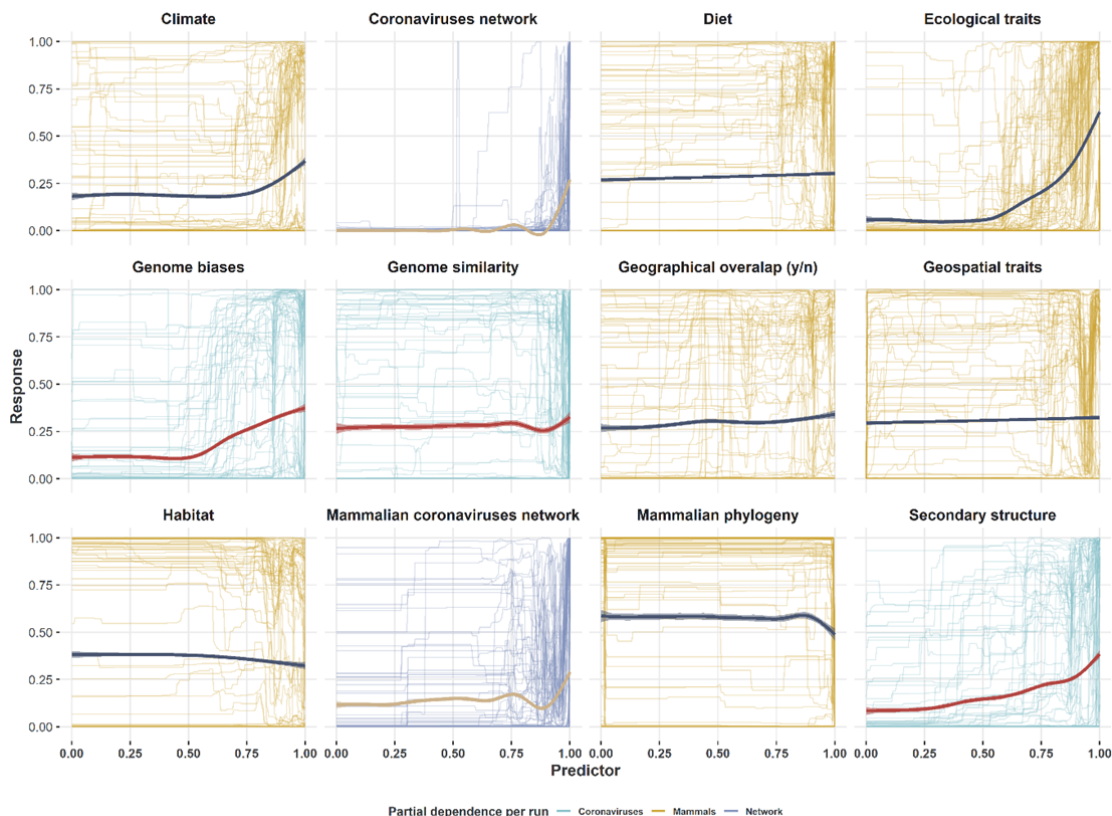 Climate
Coronaviruses network
Diet
Ecological traits
1.00
0.75
0.50
0.25
0.00
Genome biases
Genome similarity
Geographical overalap (y/n)
Geospatial traits
1.00
0.75
0.50
0.25
0.00
Response
Habitat
Mammalian coronaviruses network
Mammalian phylogeny
Secondary structure
1.00
0.75
0.50
0.25
0.00
0.00 0.25 0.50 0.75 1.00 0.00 0.25 0.50 0.75 1.00 0.00 0.25 0.50 0.75 1.00 0.00 0.25 0.50 0.75 1.00
Predictor
Partial dependence per run Coronaviruses Mammals Network